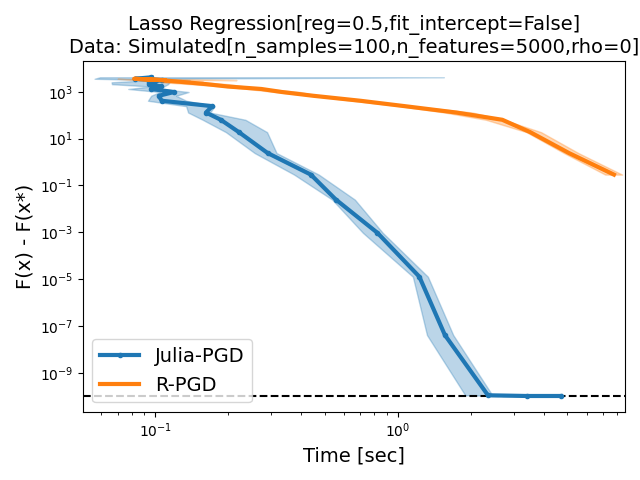 Lasso Regression[reg=0.5,fit_intercept=False]
Data: Simulated[n_samples=100,n_features=5000,rho=0]
F(x) - F(x*)
10³
10¹
10⁻¹
10⁻³
10⁻⁵
10⁻⁷
10⁻⁹
Julia-PGD
R-PGD
10⁻¹ 10⁰
Time [sec]